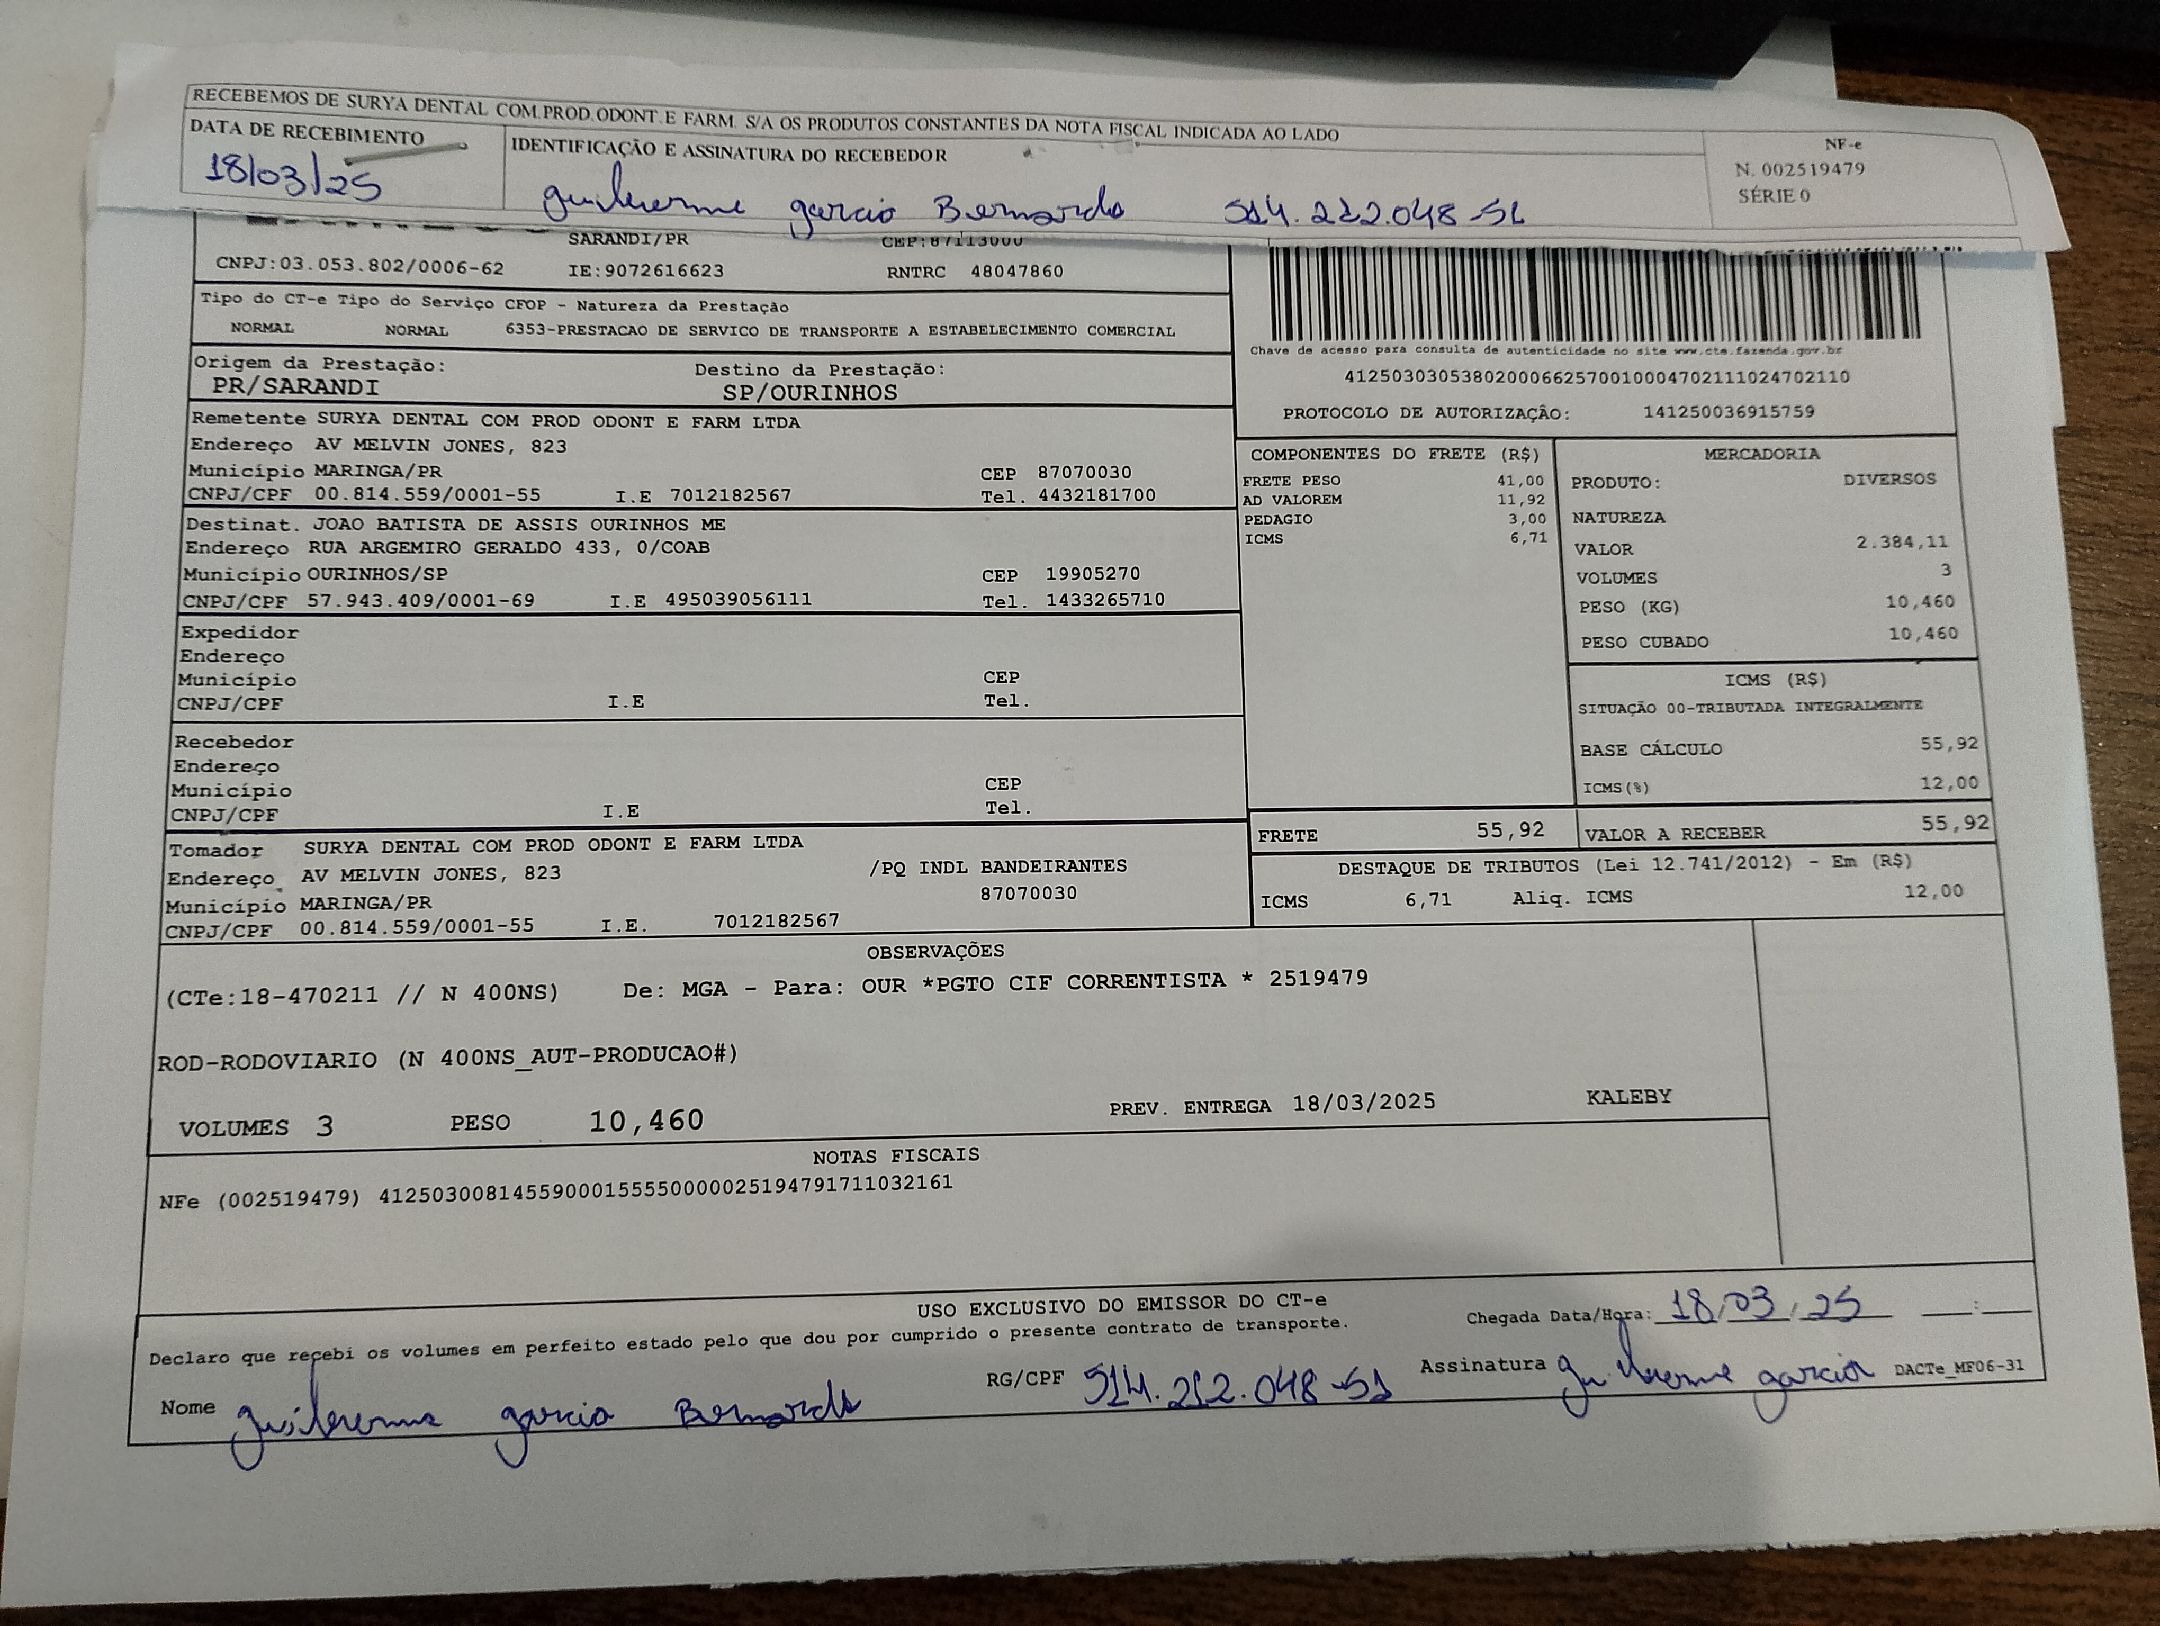 RECEBEMOS DE SURYA DENTAL COM.PROD.ODONT.E FARM. S/A OS PRODUTOS CONSTANTES DA NOTA FISCAL INDICADA AO LADO
DATA DE RECEBIMENTO
18/03/25
IDENTIFICAÇÃO E ASSINATURA DO RECEBEDOR
guilherme garcia Bernardo 514.212.048-51
NF-e
N. 002519479
SÉRIE 0
SARANDI/PR CEP:87113000
CNPJ:03.053.802/0006-62 IE:9072616623 RNTRC 48047860
Tipo do CT-e Tipo do Serviço CFOP - Natureza da Prestação
NORMAL NORMAL 6353-PRESTACAO DE SERVICO DE TRANSPORTE A ESTABELECIMENTO COMERCIAL
Origem da Prestação: Destino da Prestação:
PR/SARANDI SP/OURINHOS
Chave de acesso para consulta de autenticidade no site www.cte.fazenda.gov.br
41250303053802000662570010004702111024702110
PROTOCOLO DE AUTORIZAÇÂO: 141250036915759
Remetente SURYA DENTAL COM PROD ODONT E FARM LTDA
Endereço AV MELVIN JONES, 823
Município MARINGA/PR CEP 87070030
CNPJ/CPF 00.814.559/0001-55 I.E 7012182567 Tel. 4432181700
Destinat. JOAO BATISTA DE ASSIS OURINHOS ME
Endereço RUA ARGEMIRO GERALDO 433, 0/COAB
Município OURINHOS/SP CEP 19905270
CNPJ/CPF 57.943.409/0001-69 I.E 495039056111 Tel. 1433265710
Expedidor
Endereço
Município CEP
CNPJ/CPF I.E Tel.
Recebedor
Endereço
Município CEP
CNPJ/CPF I.E Tel.
Tomador SURYA DENTAL COM PROD ODONT E FARM LTDA
Endereço AV MELVIN JONES, 823 /PQ INDL BANDEIRANTES
Município MARINGA/PR 87070030
CNPJ/CPF 00.814.559/0001-55 I.E. 7012182567
COMPONENTES DO FRETE (R$)
FRETE PESO 41,00
AD VALOREM 11,92
PEDAGIO 3,00
ICMS 6,71
MERCADORIA
PRODUTO: DIVERSOS
NATUREZA
VALOR 2.384,11
VOLUMES 3
PESO (KG) 10,460
PESO CUBADO 10,460
ICMS (R$)
SITUAÇÃO 00-TRIBUTADA INTEGRALMENTE
BASE CÁLCULO 55,92
ICMS(%) 12,00
FRETE 55,92 VALOR A RECEBER 55,92
DESTAQUE DE TRIBUTOS (Lei 12.741/2012) - Em (R$)
ICMS 6,71 Aliq. ICMS 12,00
OBSERVAÇÕES
(CTe:18-470211 // N 400NS) De: MGA - Para: OUR *PGTO CIF CORRENTISTA * 2519479
ROD-RODOVIARIO (N 400NS_AUT-PRODUCAO#)
VOLUMES 3 PESO 10,460 PREV. ENTREGA 18/03/2025 KALEBY
NOTAS FISCAIS
NFe (002519479) 41250300814559000155550000025194791711032161
USO EXCLUSIVO DO EMISSOR DO CT-e
Declaro que recebi os volumes em perfeito estado pelo que dou por cumprido o presente contrato de transporte.
Chegada Data/Hora: 18/03/25 __:__
Nome guilherme garcia Bernardo RG/CPF 514.212.048-51 Assinatura guilherme garcia DACTe_MF06-31